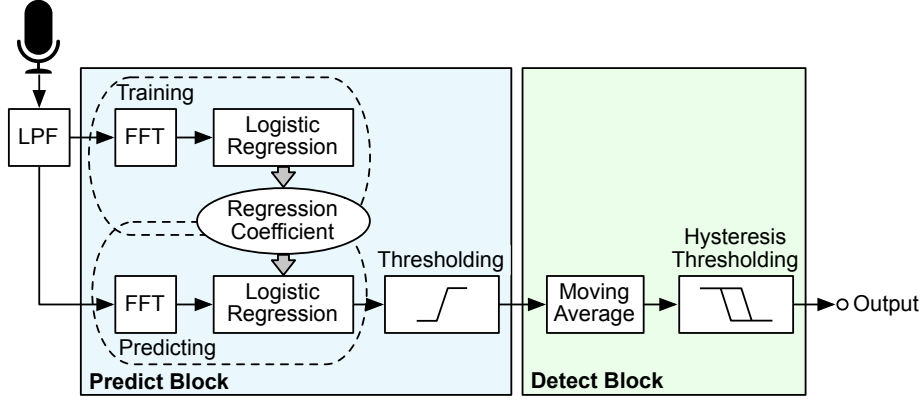 Training
LPF
FFT
Logistic
Regression
Regression
Coefficient
FFT
Logistic
Regression
Predicting
Thresholding
Predict Block
Moving
Average
Hysteresis
Thresholding
Output
Detect Block